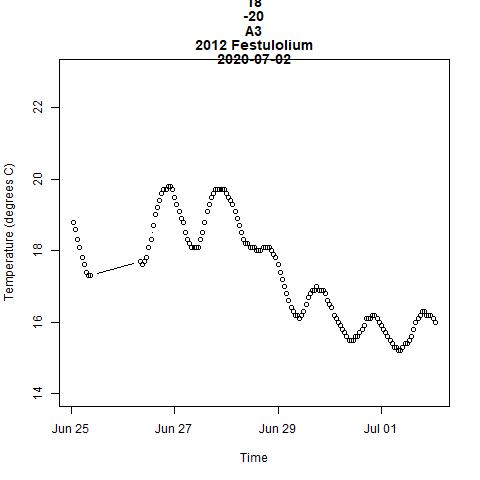 18
-20
A3
2012 Festulolium
2020-07-02
Temperature (degrees C)
22
20
18
16
14
Jun 25
Jun 27
Jun 29
Jul 01
Time